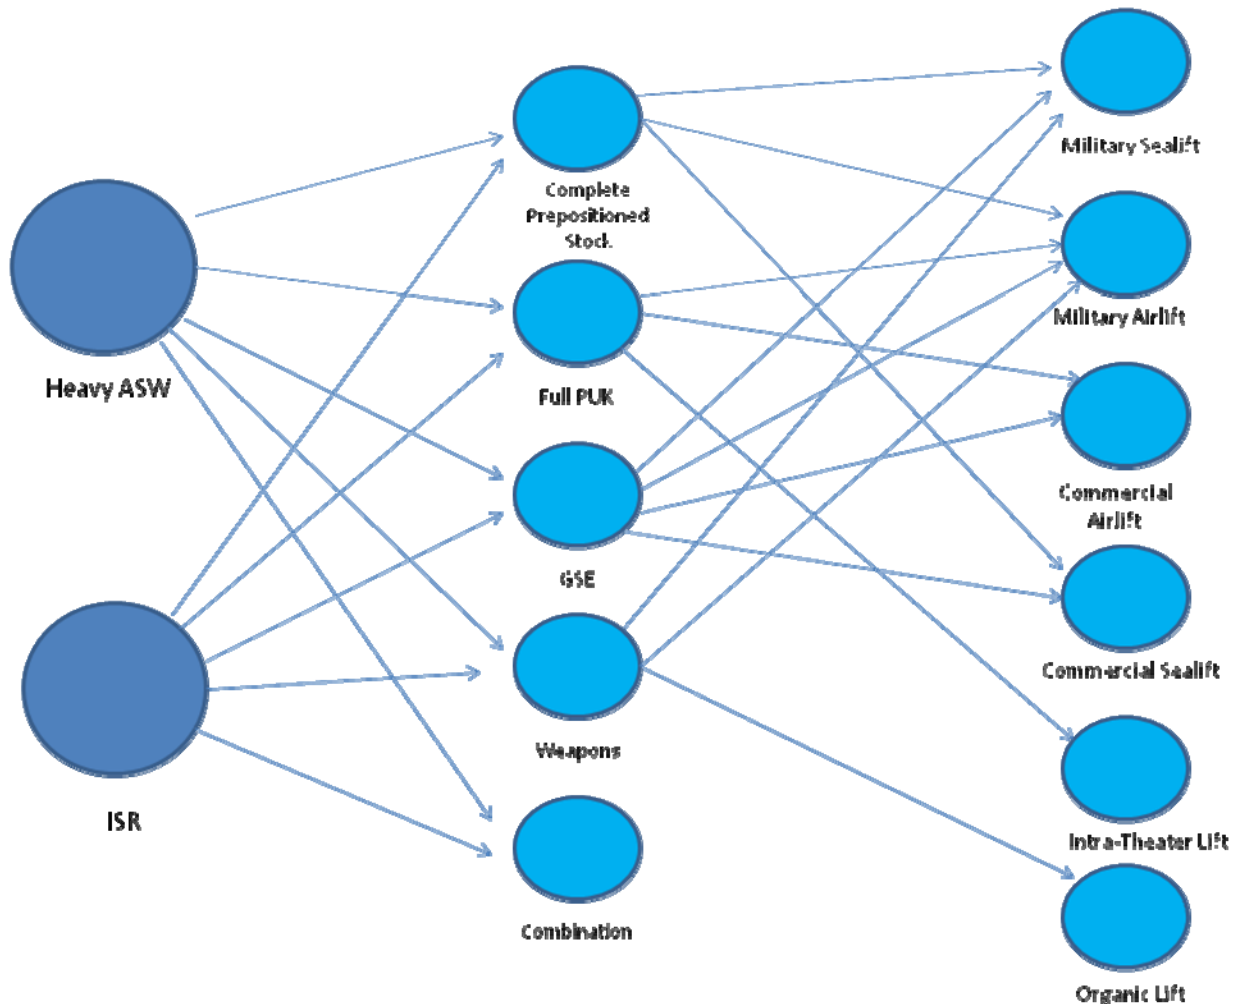 Heavy ASW
ISR
Complete
Prepositioned
Stock
Full PUK
GSE
Weapons
Combination
Military Sealift
Military Airlift
Commercial
Airlift
Commercial Sealift
Intra-Theater Lift
Organic Lift